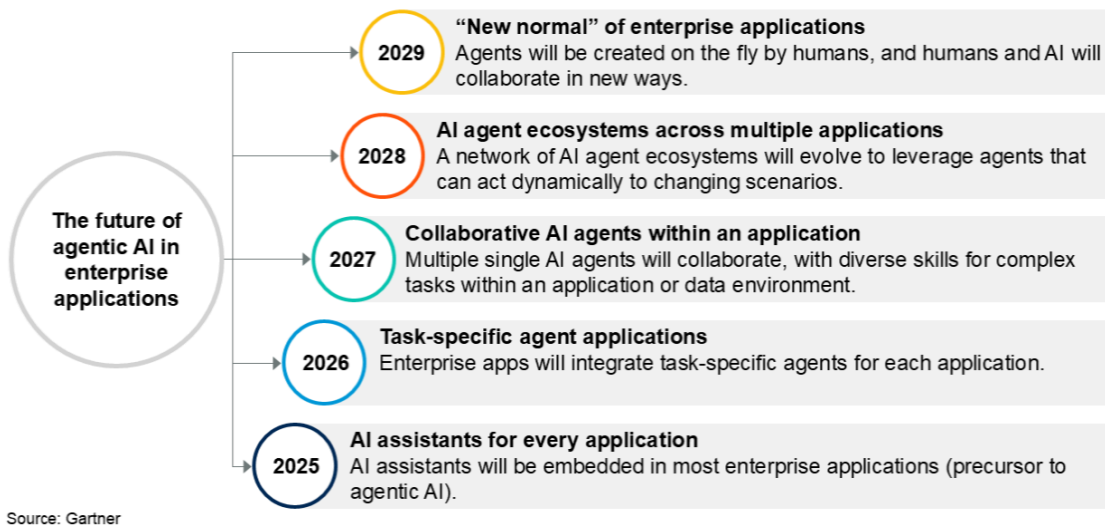 The future of
agentic AI in
enterprise
applications
2029
“New normal” of enterprise applications
Agents will be created on the fly by humans, and humans and AI will
collaborate in new ways.
2028
AI agent ecosystems across multiple applications
A network of AI agent ecosystems will evolve to leverage agents that
can act dynamically to changing scenarios.
2027
Collaborative AI agents within an application
Multiple single AI agents will collaborate, with diverse skills for complex
tasks within an application or data environment.
2026
Task-specific agent applications
Enterprise apps will integrate task-specific agents for each application.
2025
AI assistants for every application
AI assistants will be embedded in most enterprise applications (precursor to
agentic AI).
Source: Gartner